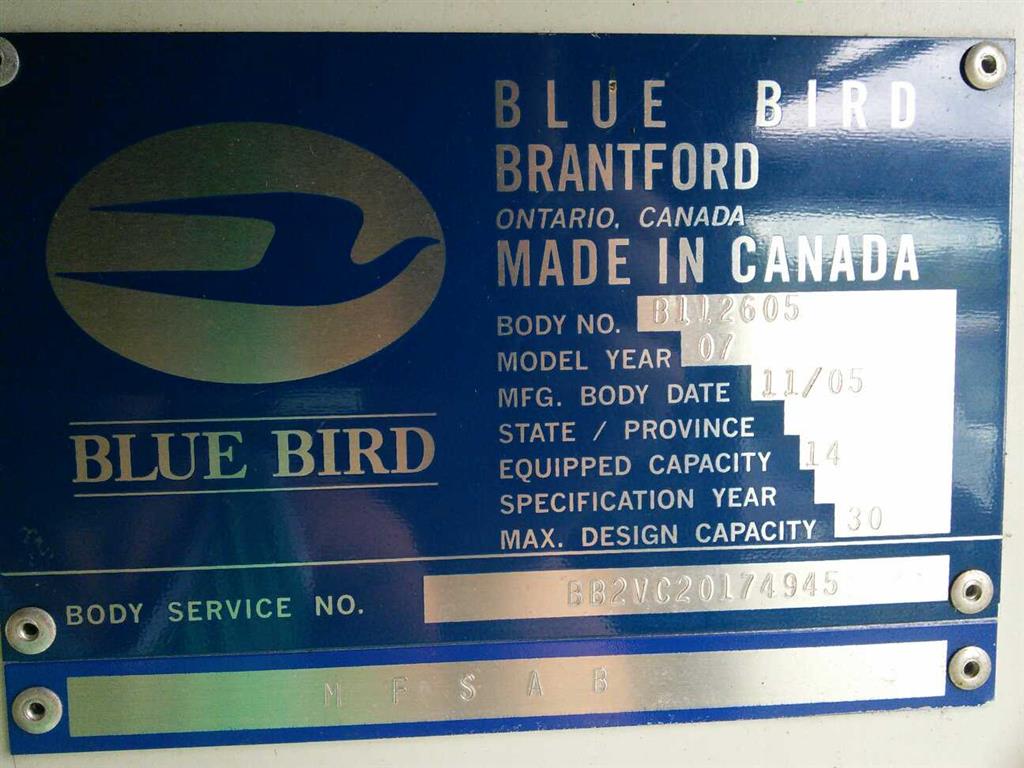 BLUE BIRD
BLUE BIRD
BRANTFORD
ONTARIO, CANADA
MADE IN CANADA
BODY NO. B112605
MODEL YEAR 07
MFG. BODY DATE 11/05
STATE / PROVINCE
EQUIPPED CAPACITY 14
SPECIFICATION YEAR
MAX. DESIGN CAPACITY 30
BODY SERVICE NO. BB2VC20174945
M F S A B